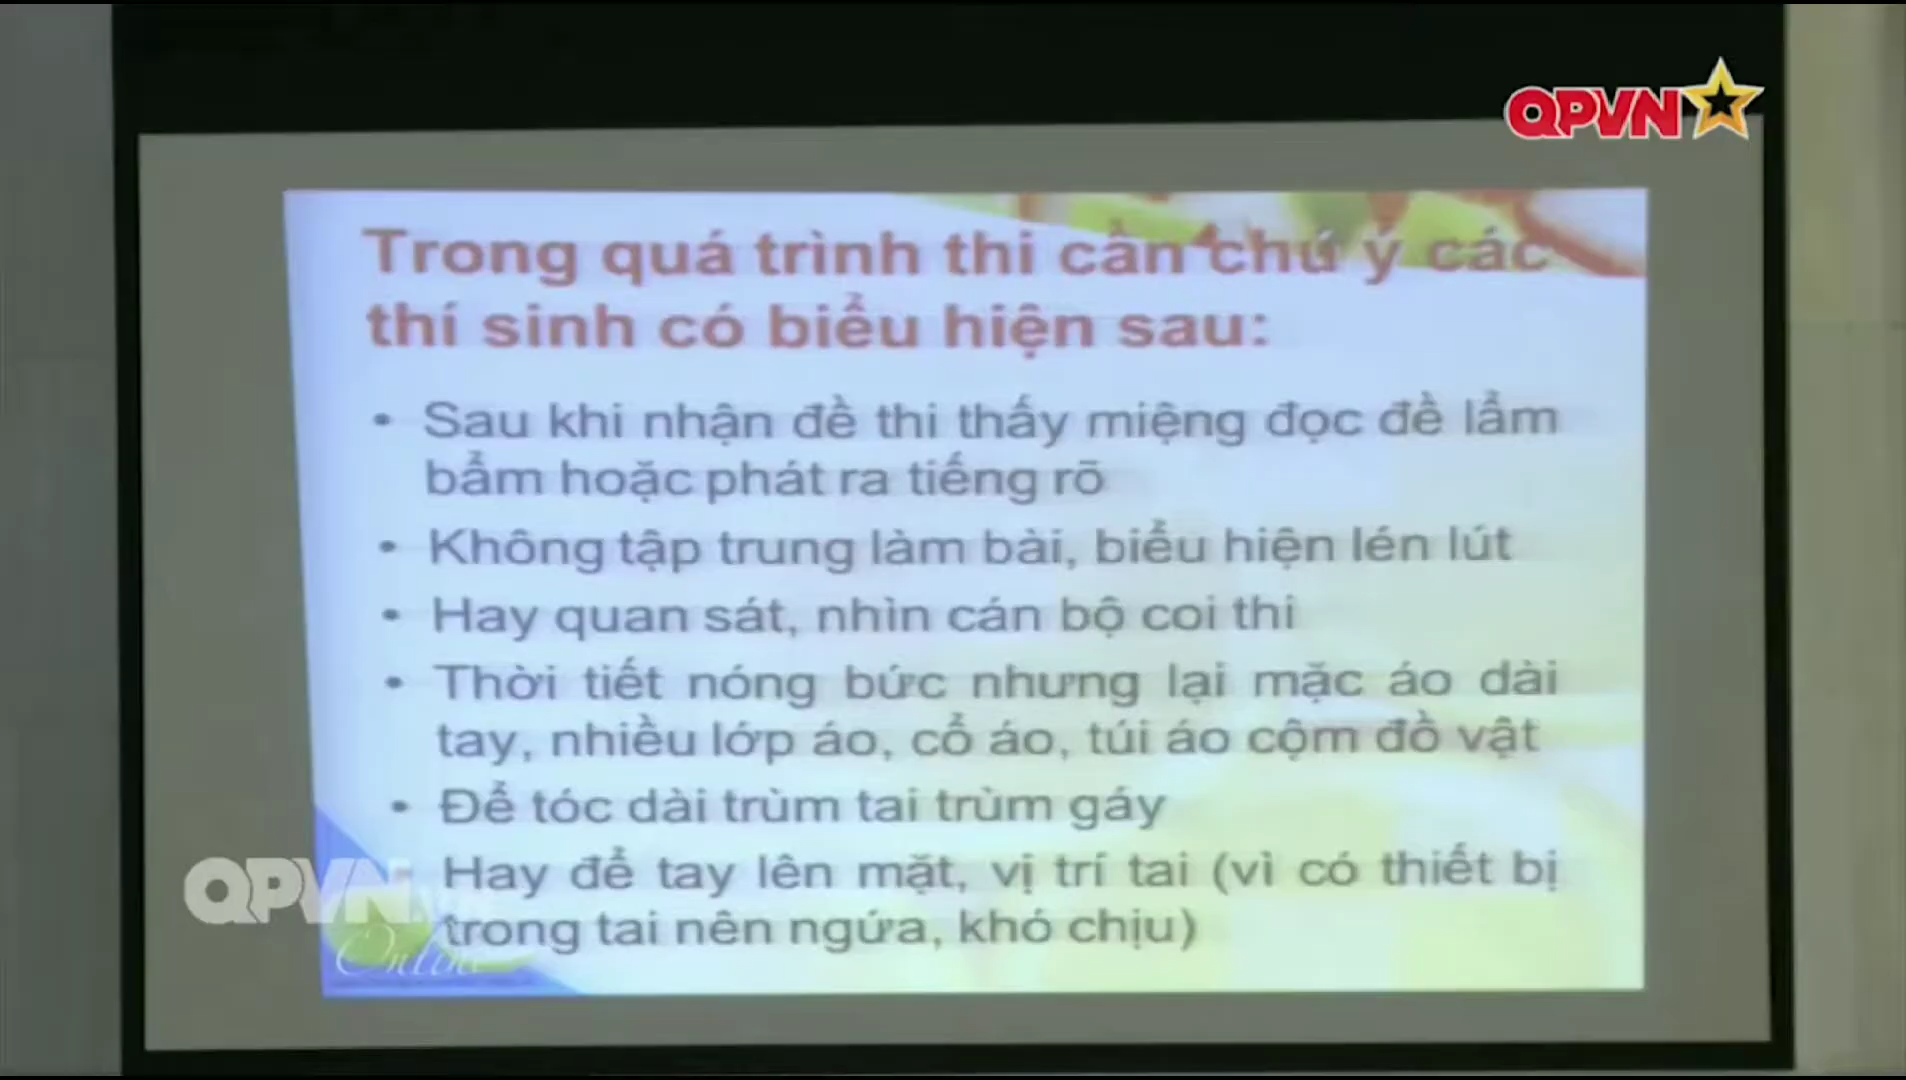 QPVN
Trong quá trình thi cần chú ý các
thí sinh có biểu hiện sau:
• Sau khi nhận đề thi thấy miệng đọc đề lẩm
bẩm hoặc phát ra tiếng rõ
• Không tập trung làm bài, biểu hiện lén lút
• Hay quan sát, nhìn cán bộ coi thi
• Thời tiết nóng bức nhưng lại mặc áo dài
tay, nhiều lớp áo, cổ áo, túi áo cộm đồ vật
• Để tóc dài trùm tai trùm gáy
Hay để tay lên mặt, vị trí tai (vì có thiết bị
trong tai nên ngứa, khó chịu)
QPVN.vn
Online